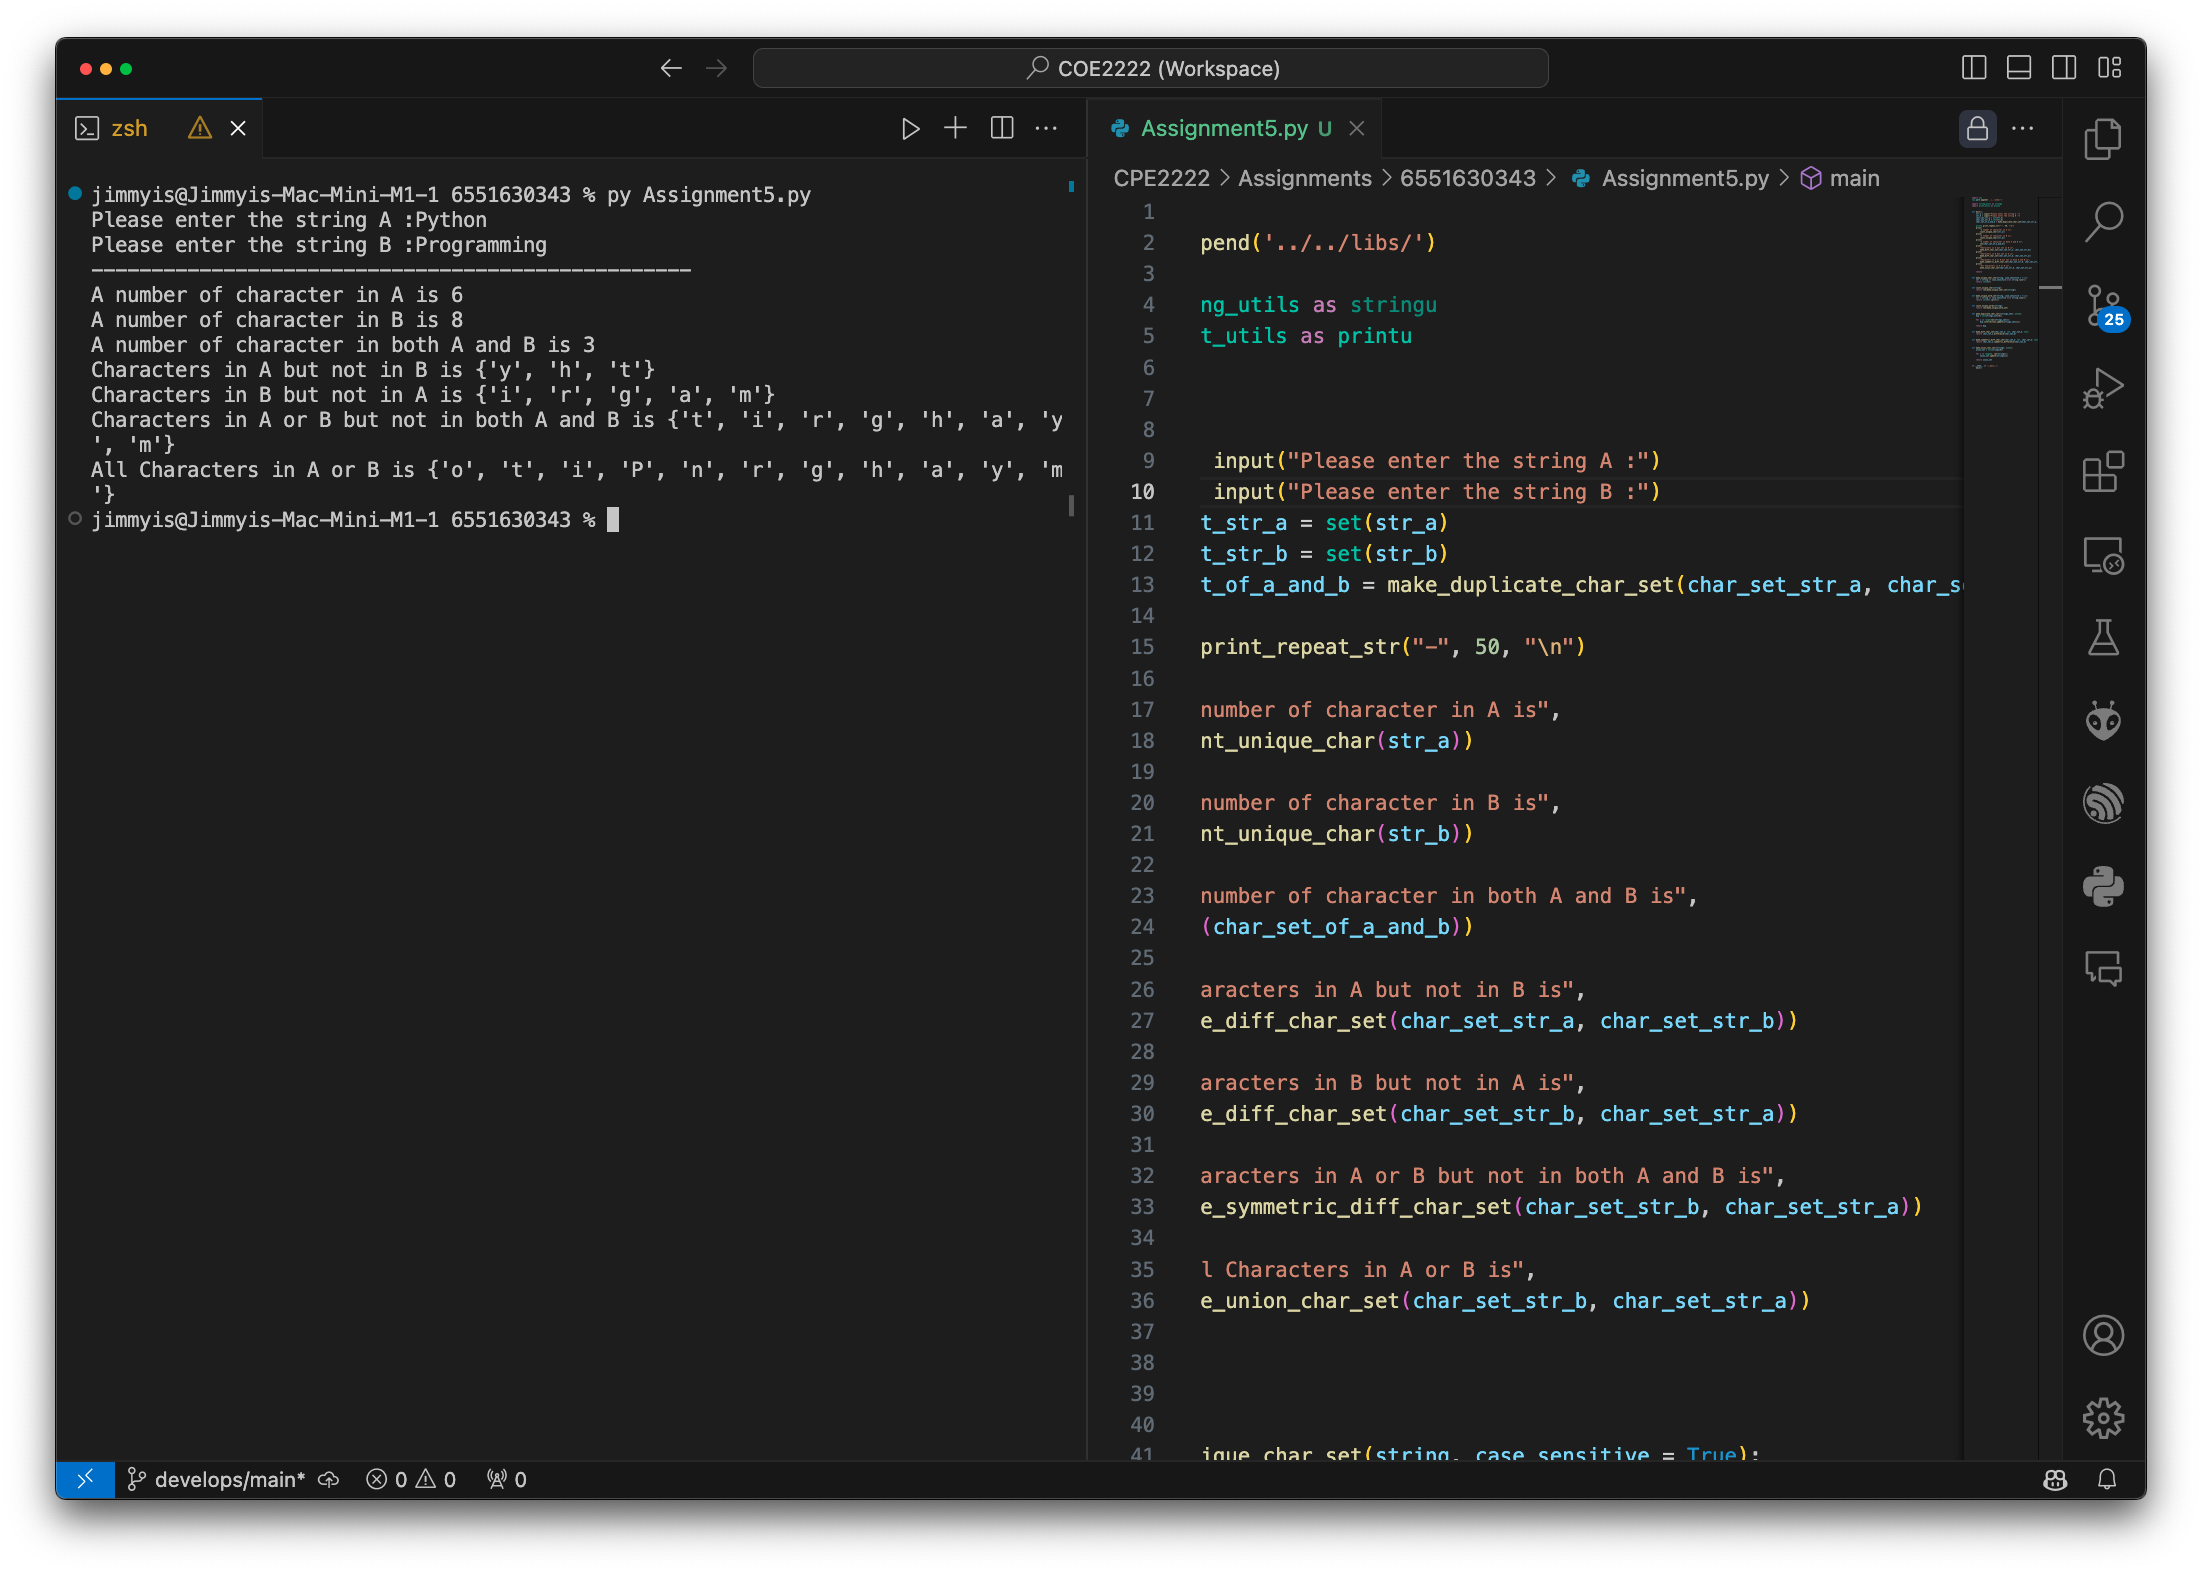 COE2222 (Workspace)
zsh
jimmyis@Jimmyis-Mac-Mini-M1-1 6551630343 % py Assignment5.py
Please enter the string A :Python
Please enter the string B :Programming
--------------------------------------------------
A number of character in A is 6
A number of character in B is 8
A number of character in both A and B is 3
Characters in A but not in B is {'y', 'h', 't'}
Characters in B but not in A is {'i', 'r', 'g', 'a', 'm'}
Characters in A or B but not in both A and B is {'t', 'i', 'r', 'g', 'h', 'a', 'y
', 'm'}
All Characters in A or B is {'o', 't', 'i', 'P', 'n', 'r', 'g', 'h', 'a', 'y', 'm
'}
jimmyis@Jimmyis-Mac-Mini-M1-1 6551630343 %
Assignment5.py U
CPE2222 > Assignments > 6551630343 > Assignment5.py > main
1
2 pend('../../libs/')
3
4 ng_utils as stringu
5 t_utils as printu
6
7
8
9 input("Please enter the string A :")
10 input("Please enter the string B :")
11 t_str_a = set(str_a)
12 t_str_b = set(str_b)
13 t_of_a_and_b = make_duplicate_char_set(char_set_str_a, char_s
14
15 print_repeat_str("-", 50, "\n")
16
17 number of character in A is",
18 nt_unique_char(str_a))
19
20 number of character in B is",
21 nt_unique_char(str_b))
22
23 number of character in both A and B is",
24 (char_set_of_a_and_b))
25
26 aracters in A but not in B is",
27 e_diff_char_set(char_set_str_a, char_set_str_b))
28
29 aracters in B but not in A is",
30 e_diff_char_set(char_set_str_b, char_set_str_a))
31
32 aracters in A or B but not in both A and B is",
33 e_symmetric_diff_char_set(char_set_str_b, char_set_str_a))
34
35 l Characters in A or B is",
36 e_union_char_set(char_set_str_b, char_set_str_a))
37
38
39
40
41 ique_char_set(string, case_sensitive = True):
25
develops/main* 0 0 0